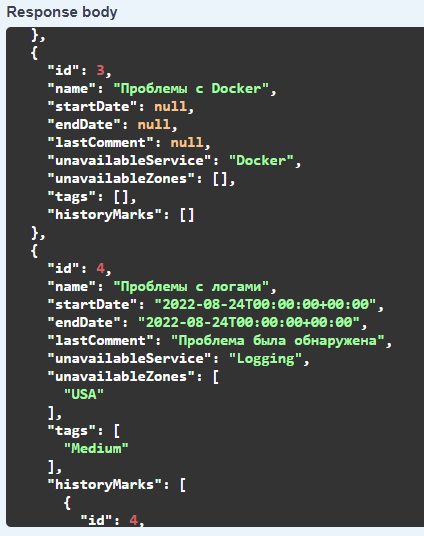 Response body
},
{
"id": 3,
"name": "Проблемы с Docker",
"startDate": null,
"endDate": null,
"lastComment": null,
"unavailableService": "Docker",
"unavailableZones": [],
"tags": [],
"historyMarks": []
},
{
"id": 4,
"name": "Проблемы с логами",
"startDate": "2022-08-24T00:00:00+00:00",
"endDate": "2022-08-24T00:00:00+00:00",
"lastComment": "Проблема была обнаружена",
"unavailableService": "Logging",
"unavailableZones": [
"USA"
],
"tags": [
"Medium"
],
"historyMarks": [
{
"id": 4,